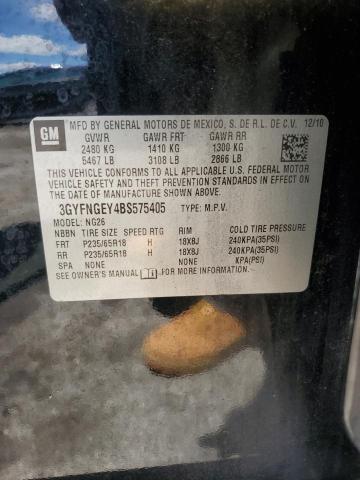 GM
MFD BY GENERAL MOTORS DE MEXICO, S. DE R.L. DE C.V. 12/10
GVWR GAWR FRT GAWR RR
2480 KG 1410 KG 1300 KG
5467 LB 3108 LB 2866 LB
THIS VEHICLE CONFORMS TO ALL APPLICABLE U.S. FEDERAL MOTOR
VEHICLE SAFETY, AND THEFT PREVENTION STANDARDS IN EFFECT ON
THE DATE OF MANUFACTURE SHOWN ABOVE.
3GYFNGEY4BS575405 TYPE: M.P.V.
MODEL: NG26
NBBN TIRE SIZE SPEED RTG RIM COLD TIRE PRESSURE
FRT P235/65R18 H 18X8J 240KPA(35PSI)
RR P235/65R18 H 18X8J 240KPA(35PSI)
SPA NONE NONE KPA(PSI)
SEE OWNER'S MANUAL FOR MORE INFORMATION.